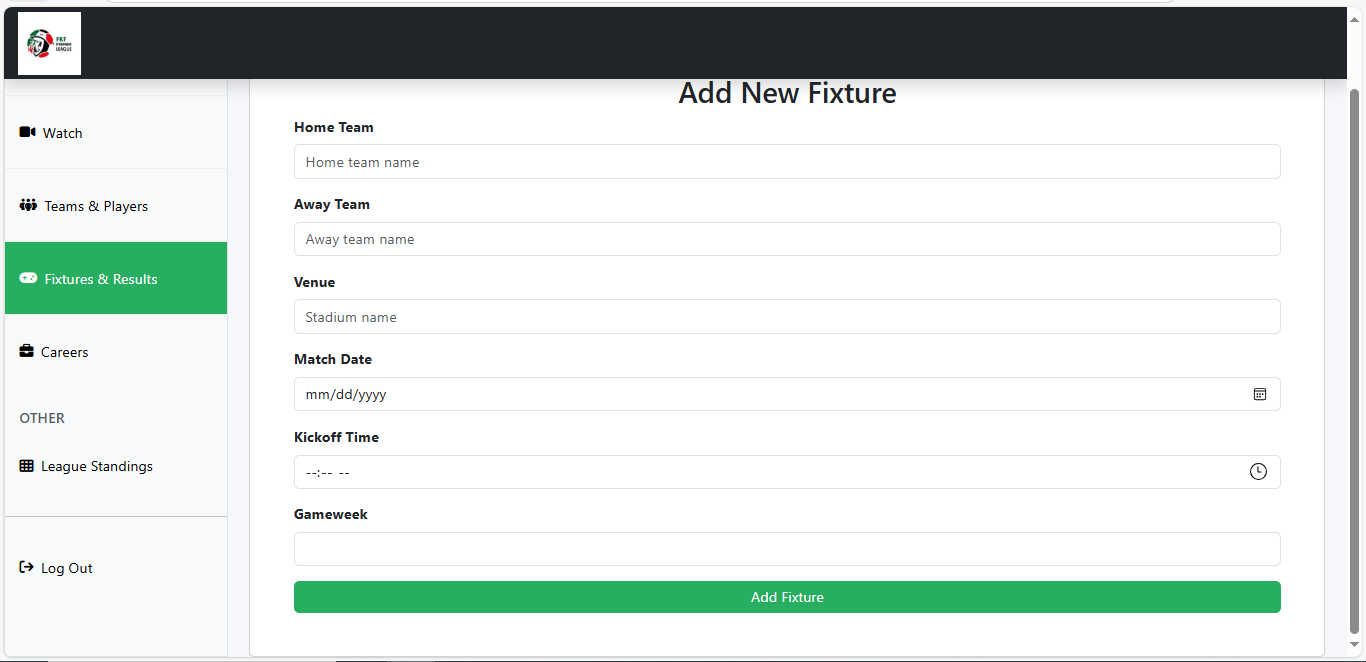 FKF
PREMIER
LEAGUE
Watch
Teams & Players
Fixtures & Results
Careers
OTHER
League Standings
Log Out
Add New Fixture
Home Team
Home team name
Away Team
Away team name
Venue
Stadium name
Match Date
mm/dd/yyyy
Kickoff Time
--:-- --
Gameweek
Add Fixture